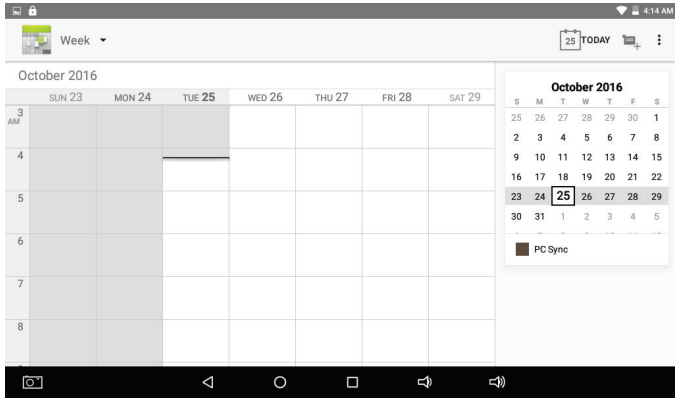 4:14 AM
Week
25 TODAY
October 2016
SUN 23 MON 24 TUE 25 WED 26 THU 27 FRI 28 SAT 29
3
AM
4
5
6
7
8
October 2016
S M T W T F S
25 26 27 28 29 30 1
2 3 4 5 6 7 8
9 10 11 12 13 14 15
16 17 18 19 20 21 22
23 24 25 26 27 28 29
30 31 1 2 3 4 5
PC Sync